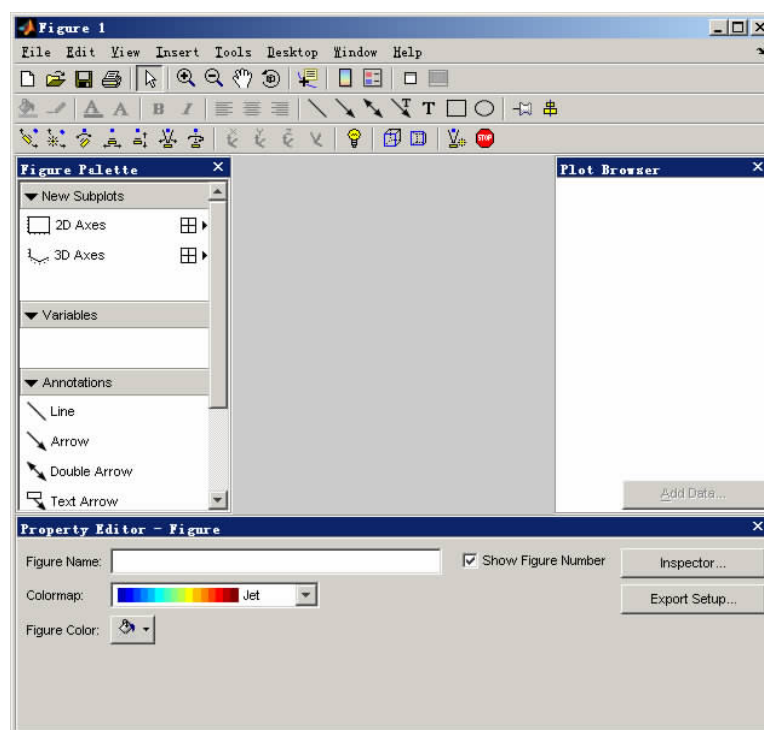 Figure 1
File Edit View Insert Tools Desktop Window Help
A A B I T
STOP
Figure Palette
New Subplots
2D Axes
3D Axes
Variables
Annotations
Line
Arrow
Double Arrow
Text Arrow
Plot Browser
Add Data...
Property Editor - Figure
Figure Name: Show Figure Number Inspector...
Colormap: Jet Export Setup...
Figure Color: